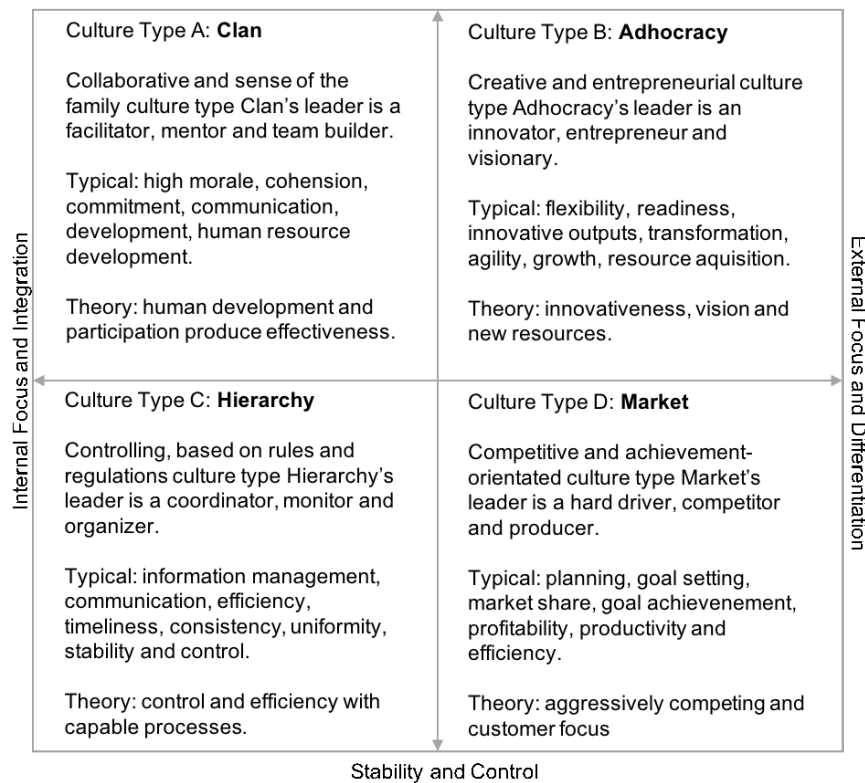 Culture Type A: Clan
Collaborative and sense of the
family culture type Clan's leader is a
facilitator, mentor and team builder.
Typical: high morale, cohension,
commitment, communication,
development, human resource
development.
Theory: human development and
participation produce effectiveness.
Culture Type B: Adhocracy
Creative and entrepreneurial culture
type Adhocracy's leader is an
innovator, entrepreneur and
visionary.
Typical: flexibility, readiness,
innovative outputs, transformation,
agility, growth, resource aquisition.
Theory: innovativeness, vision and
new resources.
Internal Focus and Integration
External Focus and Differentiation
Culture Type C: Hierarchy
Controlling, based on rules and
regulations culture type Hierarchy's
leader is a coordinator, monitor and
organizer.
Typical: information management,
communication, efficiency,
timeliness, consistency, uniformity,
stability and control.
Theory: control and efficiency with
capable processes.
Culture Type D: Market
Competitive and achievement-
orientated culture type Market's
leader is a hard driver, competitor
and producer.
Typical: planning, goal setting,
market share, goal achievenement,
profitability, productivity and
efficiency.
Theory: aggressively competing and
customer focus
Stability and Control